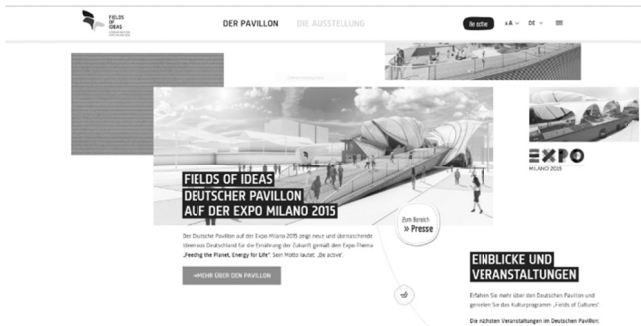 FIELDS
OF
IDEAS
DER PAVILLON
DIE AUSSTELLUNG
Be active
AA
DE
FIELDS OF IDEAS
DEUTSCHER PAVILLON
AUF DER EXPO MILANO 2015
EXPO
MILANO 2015
Zum Bereich
» Presse
Der Deutsche Pavillon auf der Expo Milano 2015 zeigt neue und überraschende
Ideen aus Deutschland für die Ernährung der Zukunft gemäß dem Expo-Thema
„Feeding the Planet, Energy for Life“. Sein Motto lautet: „Be active“.
»MEHR ÜBER DEN PAVILLON
EINBLICKE UND
VERANSTALTUNGEN
Erfahren Sie mehr über den Deutschen Pavillon und
genießen Sie das Kulturprogramm „Fields of Cultures“
Die nächsten Veranstaltungen im Deutschen Pavillon: